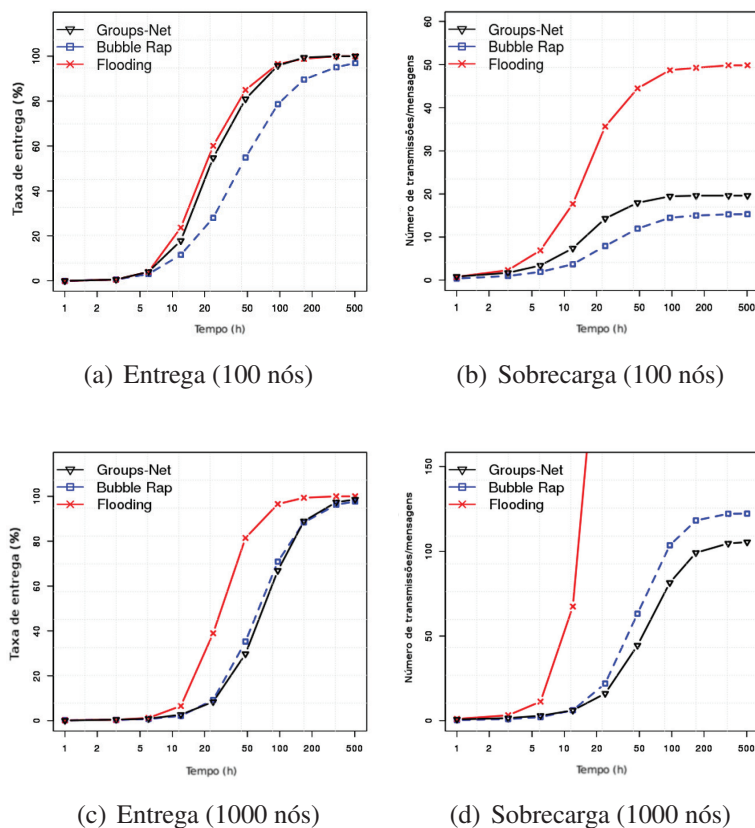 Groups-Net
Bubble Rap
Flooding
Taxa de entrega (%)
0 20 40 60 80 100
1 2 5 10 20 50 100 200 500
Tempo (h)
(a) Entrega (100 nós)
Groups-Net
Bubble Rap
Flooding
Número de transmissões/mensagens
0 10 20 30 40 50 60
1 2 5 10 20 50 100 200 500
Tempo (h)
(b) Sobrecarga (100 nós)
Groups-Net
Bubble Rap
Flooding
Taxa de entrega (%)
0 20 40 60 80 100
1 2 5 10 20 50 100 200 500
Tempo (h)
(c) Entrega (1000 nós)
Groups-Net
Bubble Rap
Flooding
Número de transmissões/mensagens
0 50 100 150
1 2 5 10 20 50 100 200 500
Tempo (h)
(d) Sobrecarga (1000 nós)